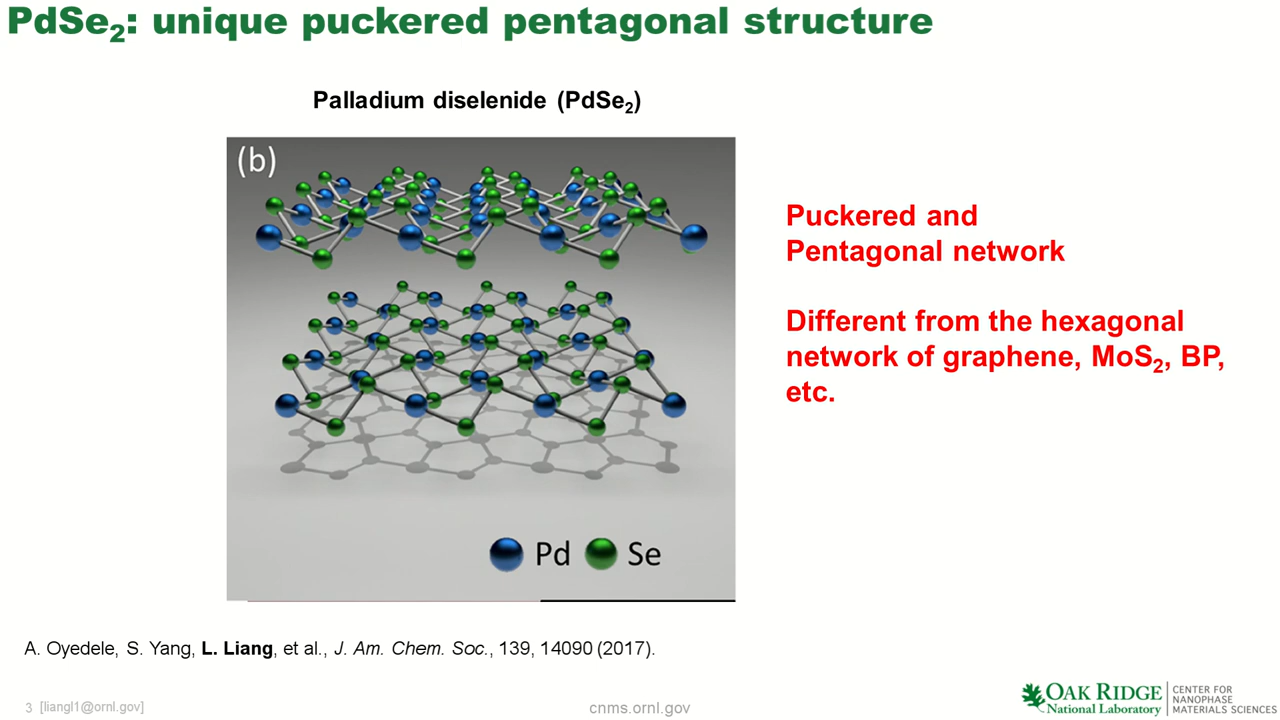 PdSe₂: unique puckered pentagonal structure
Palladium diselenide (PdSe₂)
(b)
Puckered and
Pentagonal network
Different from the hexagonal
network of graphene, MoS₂, BP,
etc.
Pd Se
A. Oyedele, S. Yang, L. Liang, et al., J. Am. Chem. Soc., 139, 14090 (2017).
3 [liangl1@ornl.gov]
cnms.ornl.gov
OAK RIDGE
National Laboratory
CENTER FOR
NANOPHASE
MATERIALS SCIENCES